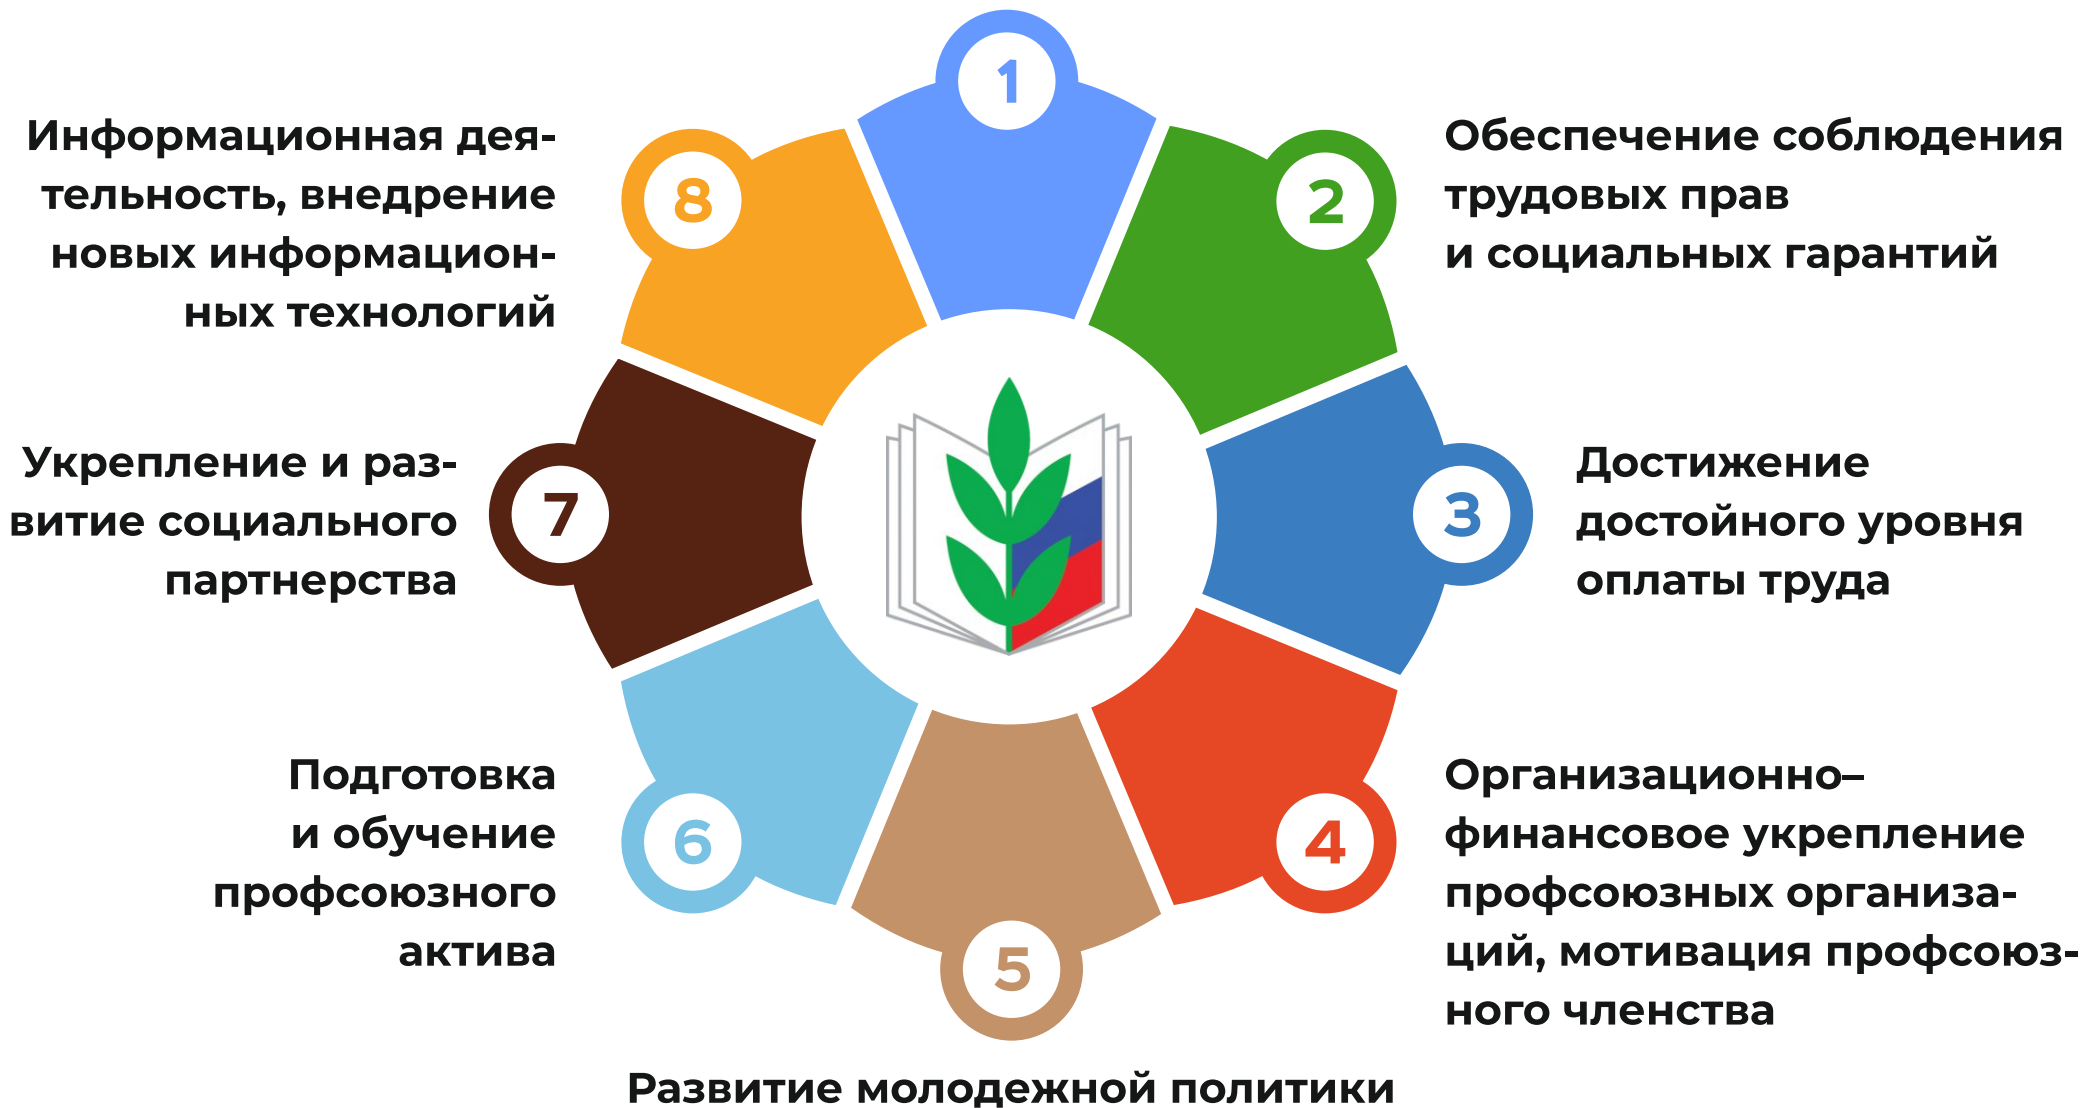 1
2
Обеспечение соблюдения
трудовых прав
и социальных гарантий
3
Достижение
достойного уровня
оплаты труда
4
Организационно–
финансовое укрепление
профсоюзных организа-
ций, мотивация профсоюз-
ного членства
5
Развитие молодежной политики
6
Подготовка
и обучение
профсоюзного
актива
7
Укрепление и раз-
витие социального
партнерства
8
Информационная дея-
тельность, внедрение
новых информацион-
ных технологий